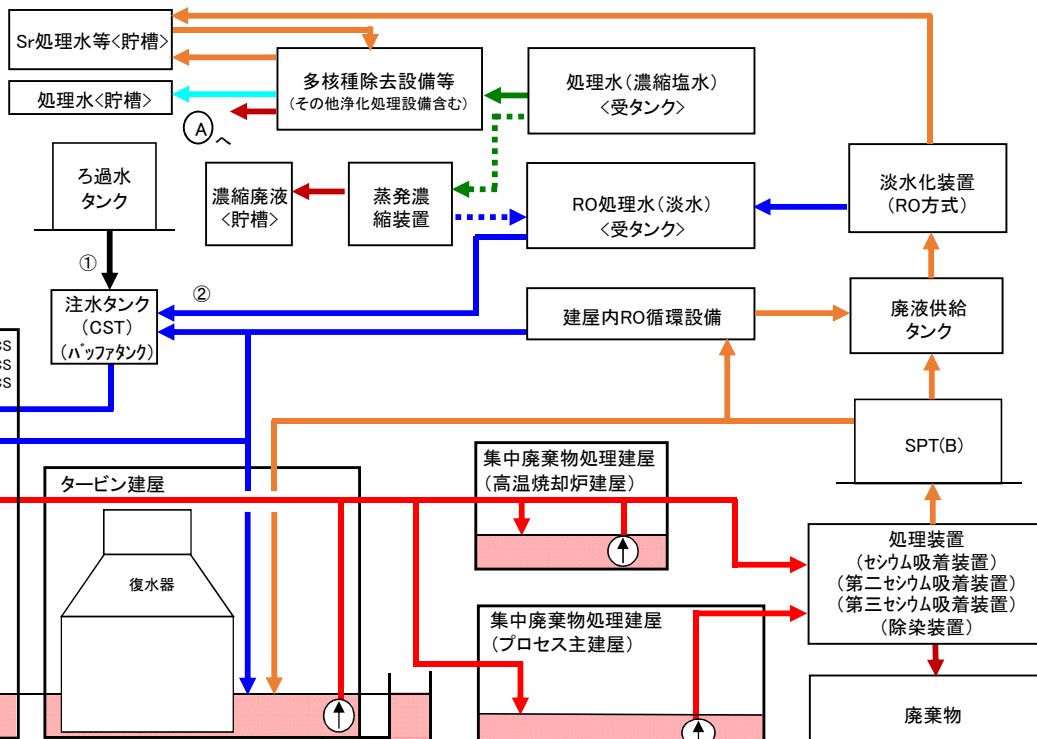 Sr処理水等<貯槽>
処理水<貯槽>
多核種除去設備等
(その他浄化処理設備含む)
処理水(濃縮塩水)
<受タンク>
A
へ
ろ過水
タンク
濃縮廃液
<貯槽>
蒸発濃
縮装置
RO処理水(淡水)
<受タンク>
淡水化装置
(RO方式)
①
②
注水タンク
(CST)
(バッファタンク)
建屋内RO循環設備
廃液供給
タンク
CS
CS
CS
SPT(B)
タービン建屋
集中廃棄物処理建屋
(高温焼却炉建屋)
復水器
処理装置
(セシウム吸着装置)
(第二セシウム吸着装置)
(第三セシウム吸着装置)
(除染装置)
集中廃棄物処理建屋
(プロセス主建屋)
廃棄物